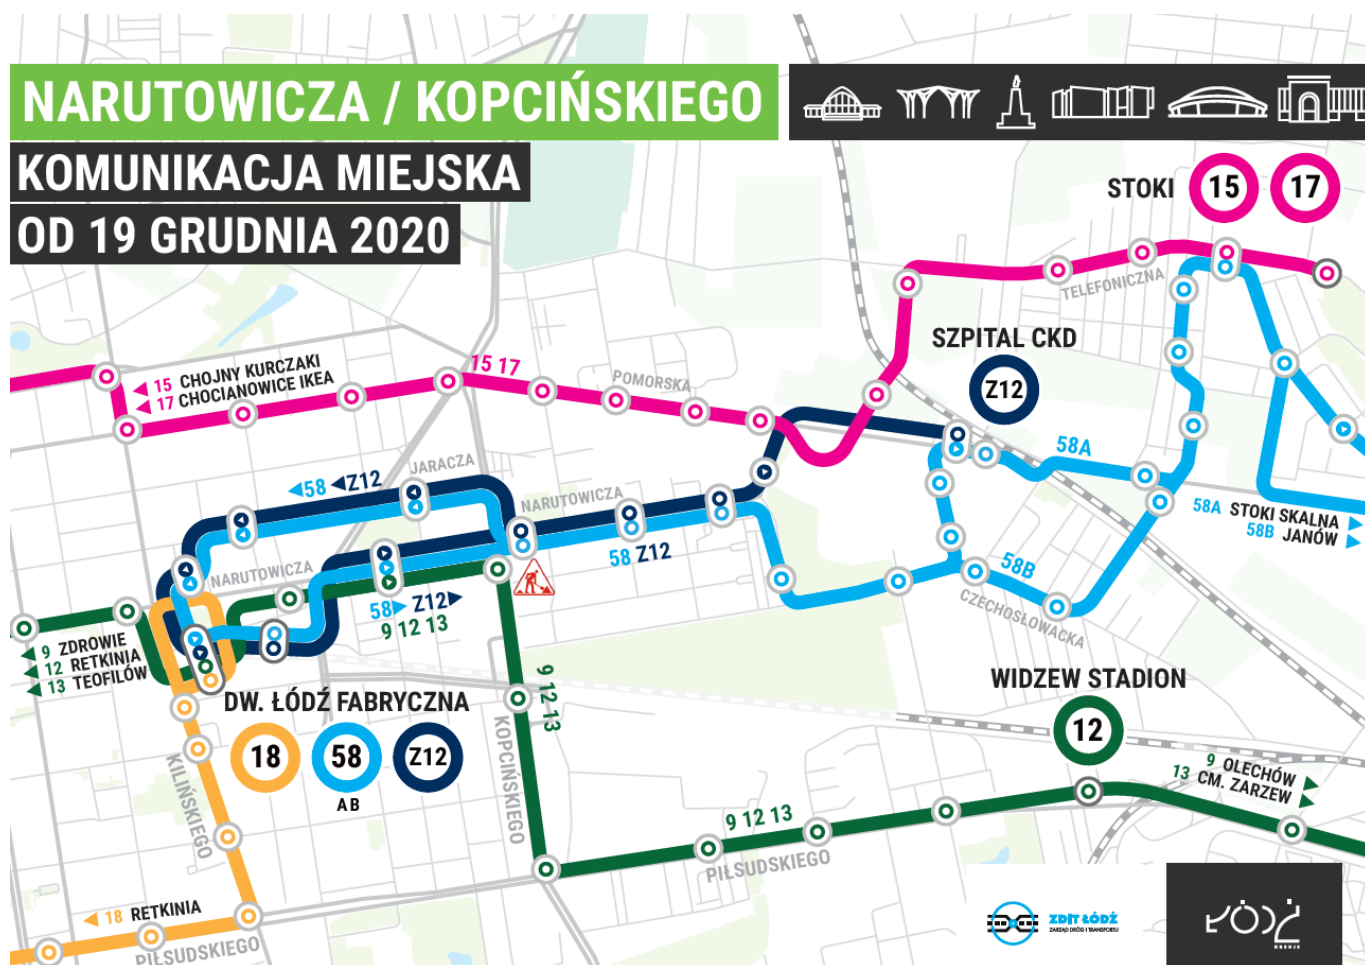 NARUTOWICZA / KOPCIŃSKIEGO
KOMUNIKACJA MIEJSKA
OD 19 GRUDNIA 2020
STOKI 15 17
TELEFONICZNA
SZPITAL CKD
Z12
15 17
POMORSKA
15 CHOJNY KURCZAKI
17 CHOCIANOWICE IKEA
58A
JARACZA
58 Z12
NARUTOWICZA
58 Z12
58A STOKI SKALNA
58B JANÓW
NARUTOWICZA
58B
CZECHOSŁOWACKA
58 Z12
9 12 13
9 ZDROWIE
12 RETKINIA
13 TEOFILÓW
9 12 13
WIDZEW STADION
12
DW. ŁÓDŹ FABRYCZNA
18 58 Z12
A B
KOPCIŃSKIEGO
KILIŃSKIEGO
9 OLECHÓW
13 CM. ZARZEW
9 12 13
PIŁSUDSKIEGO
18 RETKINIA
PIŁSUDSKIEGO
ZDIT ŁÓDŹ
ZARZĄD DRÓG I TRANSPORTU
ŁÓDŹ
KREUJE